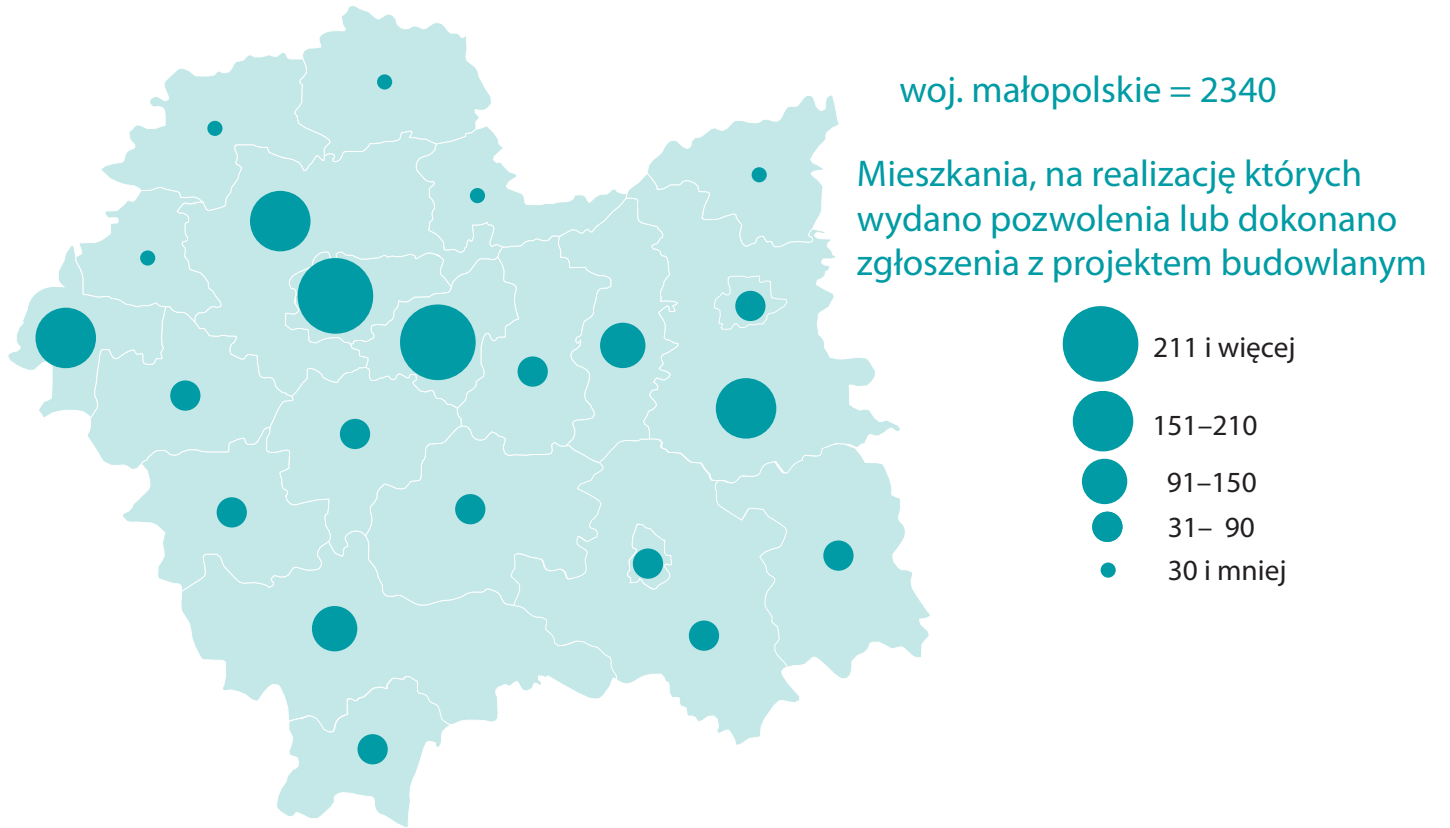 woj. małopolskie = 2340
Mieszkania, na realizację których
wydano pozwolenia lub dokonano
zgłoszenia z projektem budowlanym
211 i więcej
151–210
91–150
31– 90
30 i mniej